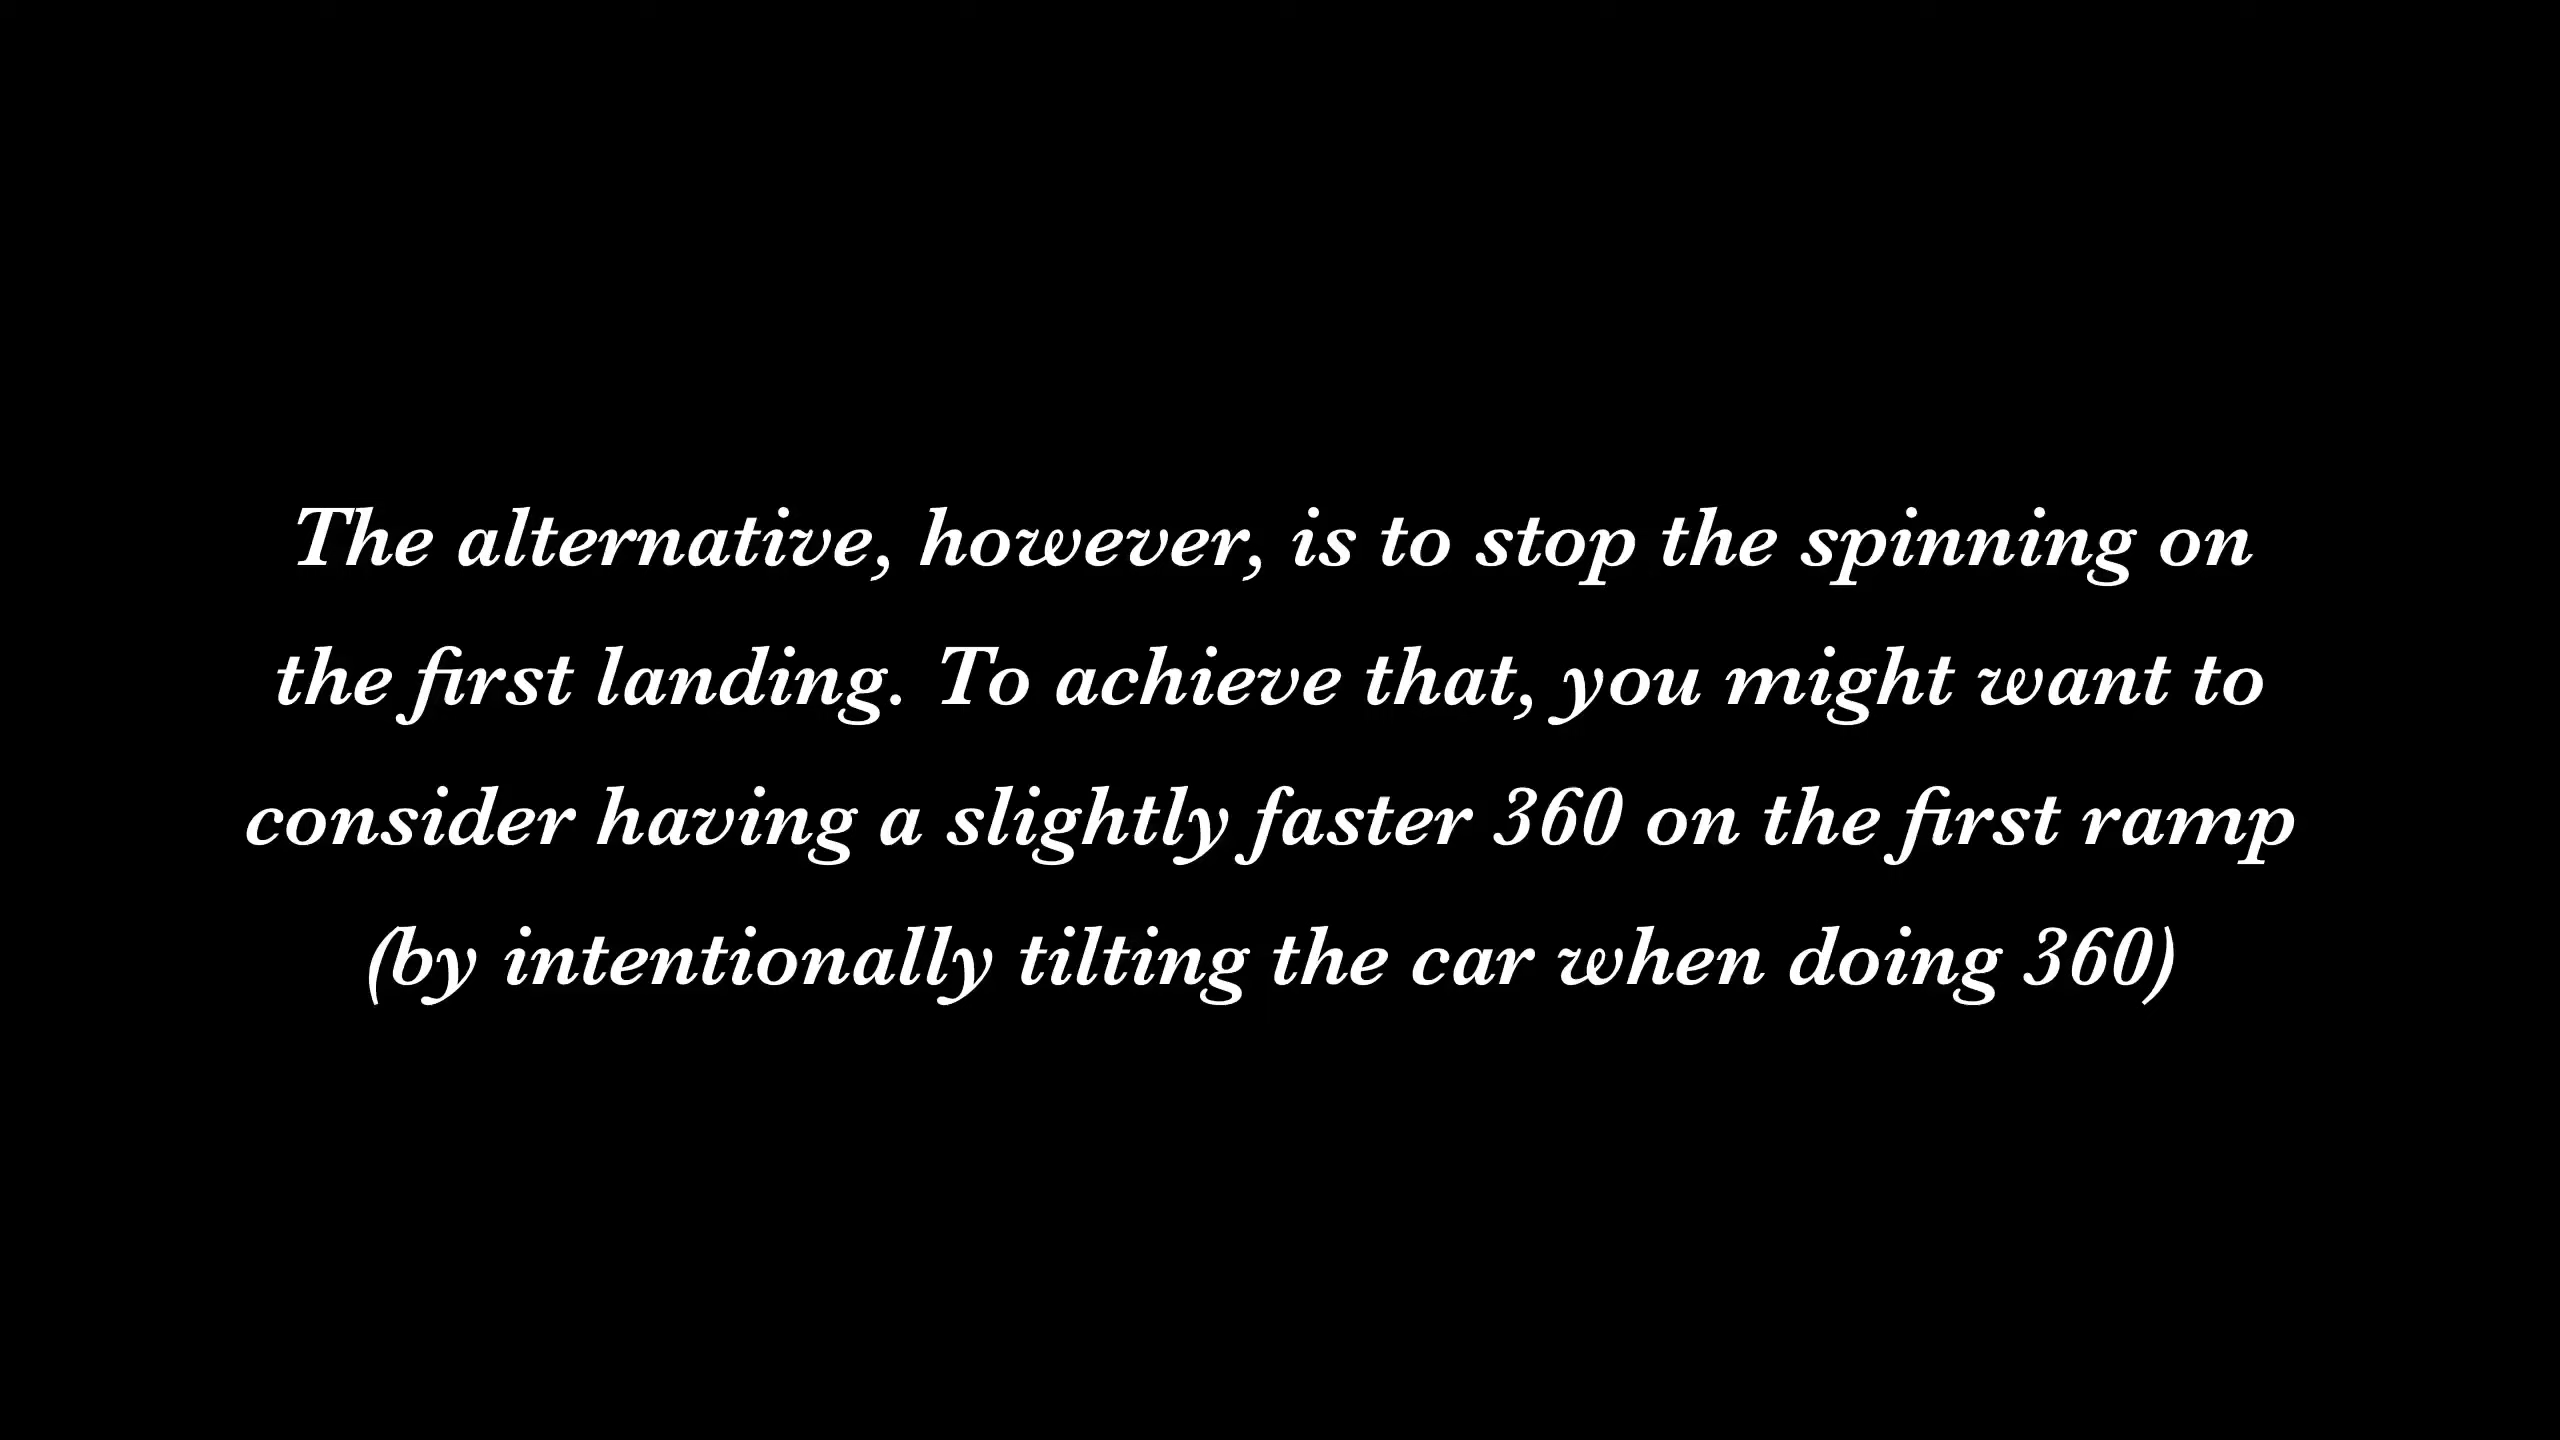 The alternative, however, is to stop the spinning on
the first landing. To achieve that, you might want to
consider having a slightly faster 360 on the first ramp
(by intentionally tilting the car when doing 360)